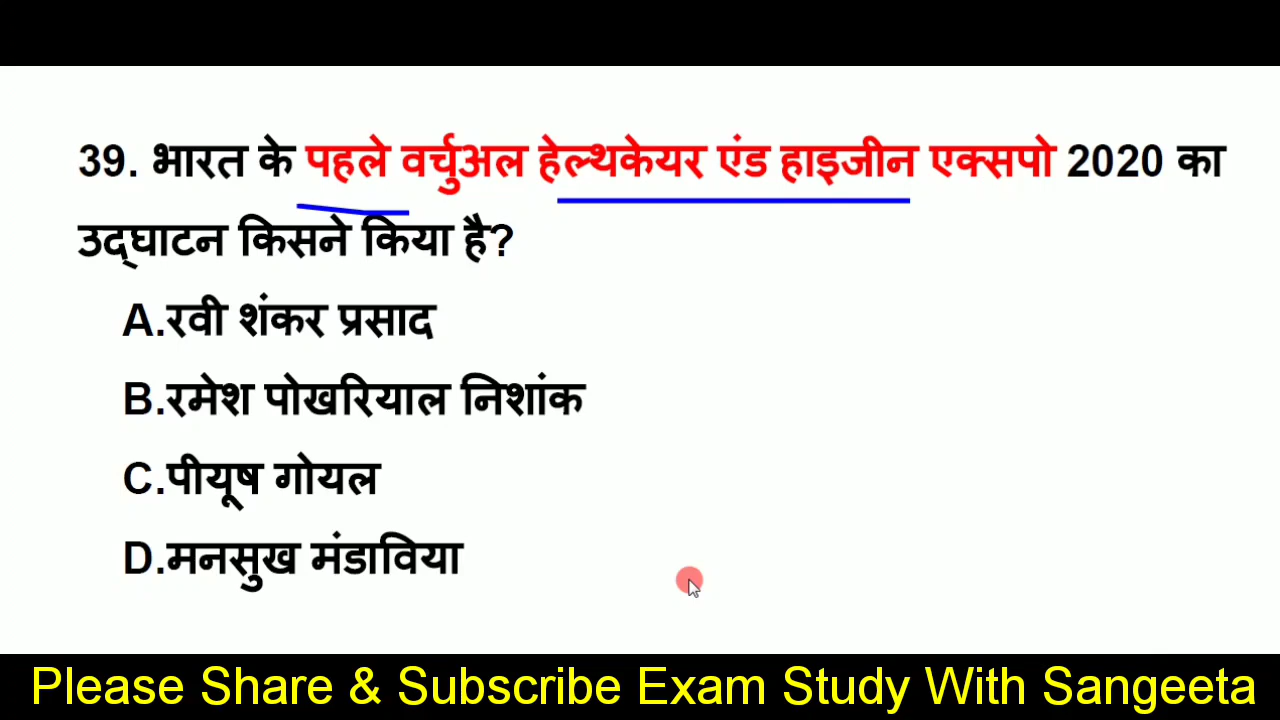 39. भारत के पहले वर्चुअल हेल्थकेयर एंड हाइजीन एक्सपो 2020 का
उद्घाटन किसने किया है?
A.रवी शंकर प्रसाद
B.रमेश पोखरियाल निशांक
C.पीयूष गोयल
D.मनसुख मंडाविया
Please Share & Subscribe Exam Study With Sangeeta